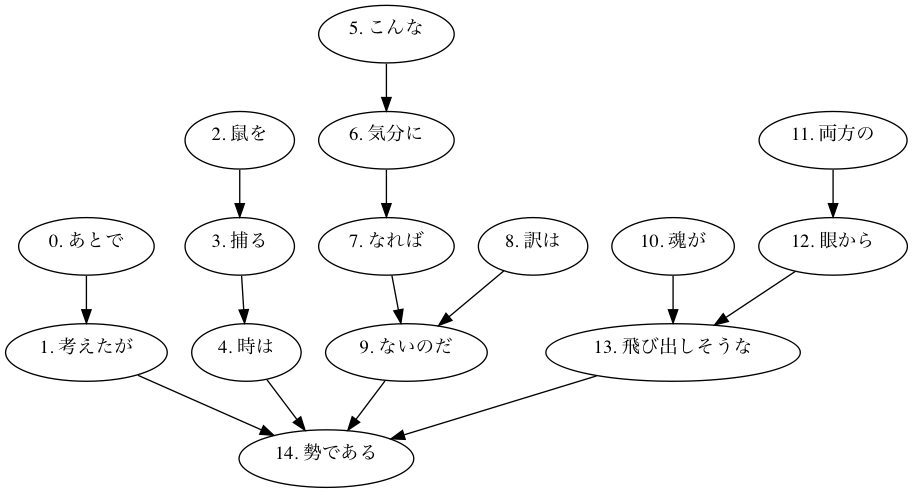 5. こんな
2. 鼠を
6. 気分に
11. 両方の
0. あとで
3. 捕る
7. なれば
8. 訳は
10. 魂が
12. 眼から
1. 考えたが
4. 時は
9. ないのだ
13. 飛び出しそうな
14. 勢である